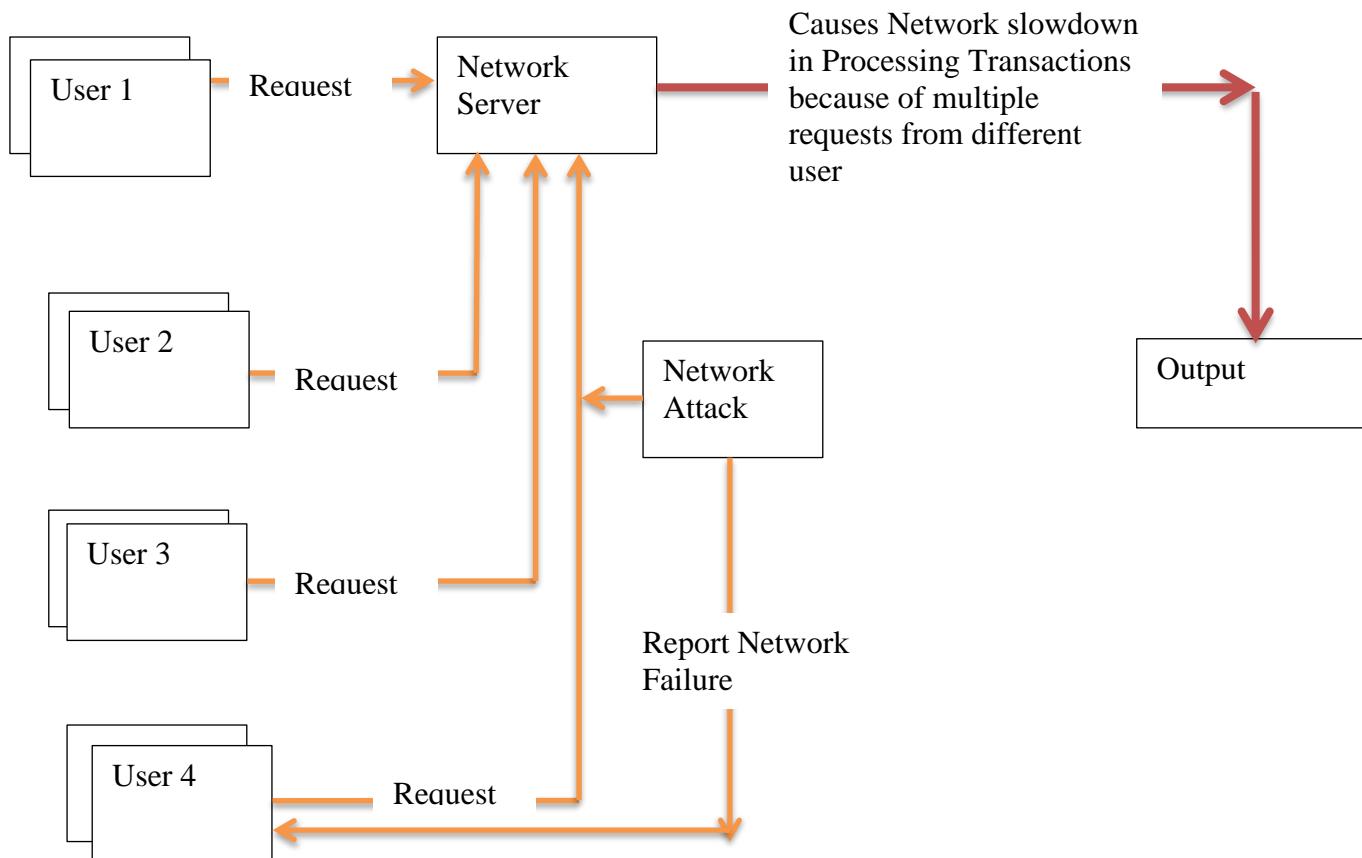 User 1
Request
Network
Server
Causes Network slowdown
in Processing Transactions
because of multiple
requests from different
user
User 2
Request
Network
Attack
Output
User 3
Request
Report Network
Failure
User 4
Request